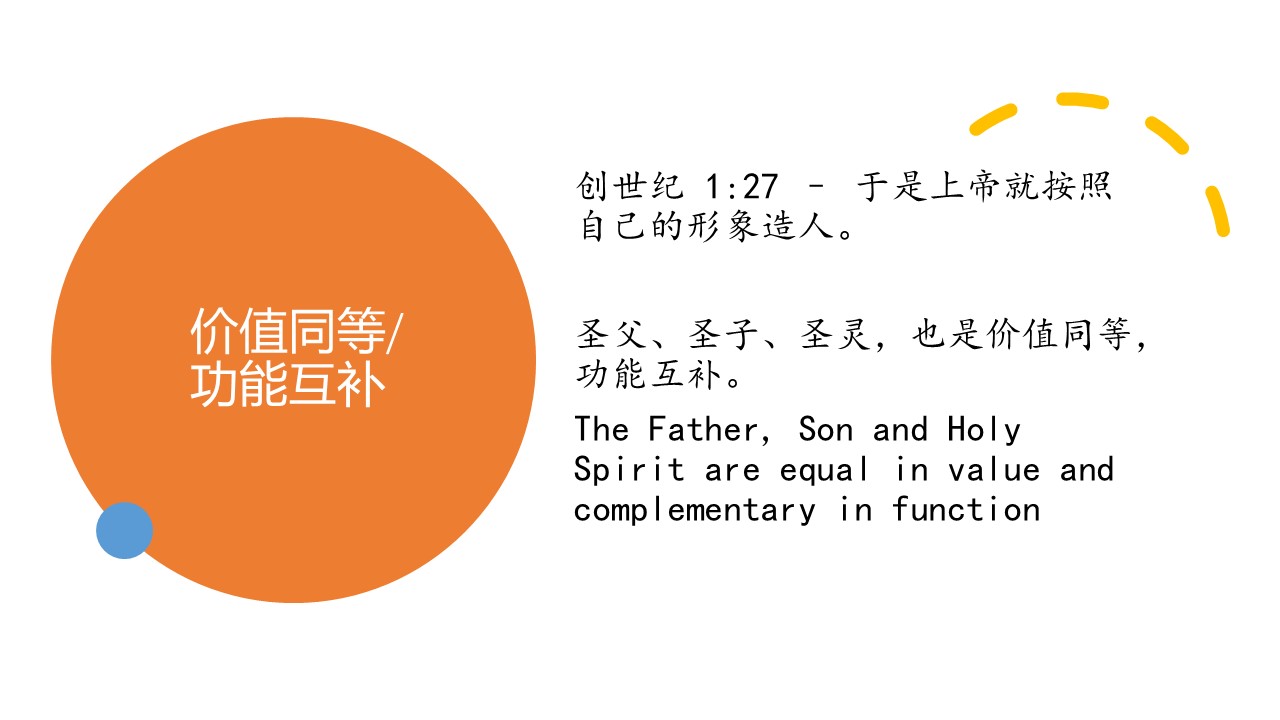 价值同等/
功能互补
创世纪 1:27 – 于是上帝就按照
自己的形象造人。
圣父、圣子、圣灵，也是价值同等，
功能互补。
The Father, Son and Holy
Spirit are equal in value and
complementary in function